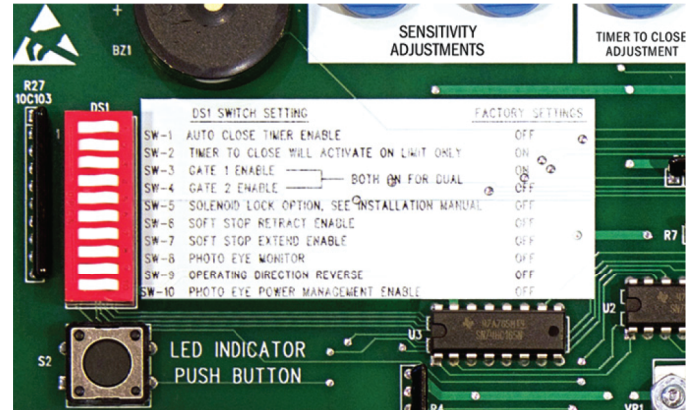 +
BZ1
SENSITIVITY
ADJUSTMENTS
TIMER TO CLOSE
ADJUSTMENT
R27
10C103
DS1
1
DS1 SWITCH SETTING FACTORY SETTINGS
SW-1 AUTO CLOSE TIMER ENABLE OFF
SW-2 TIMER TO CLOSE WILL ACTIVATE ON LIMIT ONLY ON
SW-3 GATE 1 ENABLE ON
BOTH ON FOR DUAL
SW-4 GATE 2 ENABLE OFF
SW-5 SOLENOID LOCK OPTION, SEE INSTALLATION MANUAL OFF
SW-6 SOFT STOP RETRACT ENABLE OFF
SW-7 SOFT STOP EXTEND ENABLE OFF
SW-8 PHOTO EYE MONITOR OFF
SW-9 OPERATING DIRECTION REVERSE OFF
SW-10 PHOTO EYE POWER MANAGEMENT ENABLE OFF
R7
U2
U3
S2
LED INDICATOR
PUSH BUTTON
VR1